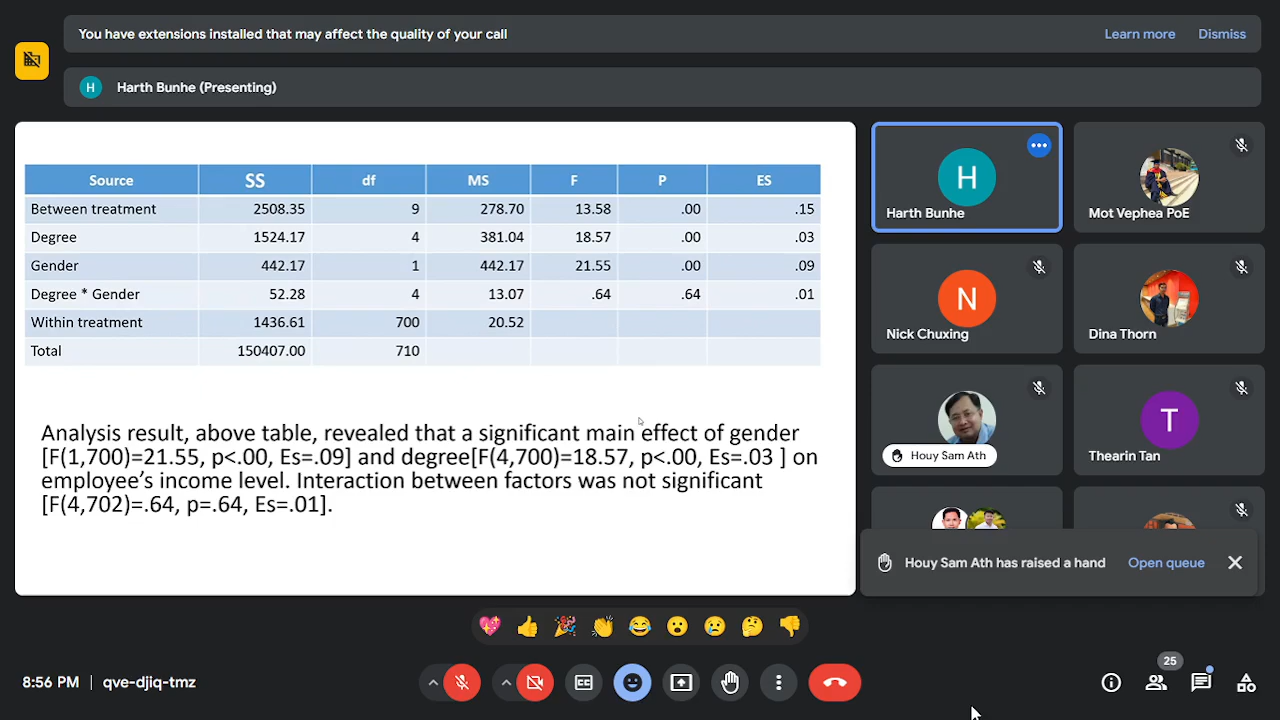 You have extensions installed that may affect the quality of your call
Learn more
Dismiss
H
Harth Bunhe (Presenting)
Source SS df MS F P ES
Between treatment 2508.35 9 278.70 13.58 .00 .15
Degree 1524.17 4 381.04 18.57 .00 .03
Gender 442.17 1 442.17 21.55 .00 .09
Degree * Gender 52.28 4 13.07 .64 .64 .01
Within treatment 1436.61 700 20.52
Total 150407.00 710
Analysis result, above table, revealed that a significant main effect of gender
[F(1,700)=21.55, p<.00, Es=.09] and degree[F(4,700)=18.57, p<.00, Es=.03 ] on
employee’s income level. Interaction between factors was not significant
[F(4,702)=.64, p=.64, Es=.01].
H
Harth Bunhe
Mot Vephea PoE
N
Nick Chuxing
Dina Thorn
Houy Sam Ath
T
Thearin Tan
Houy Sam Ath has raised a hand
Open queue
8:56 PM
qve-djiq-tmz
25